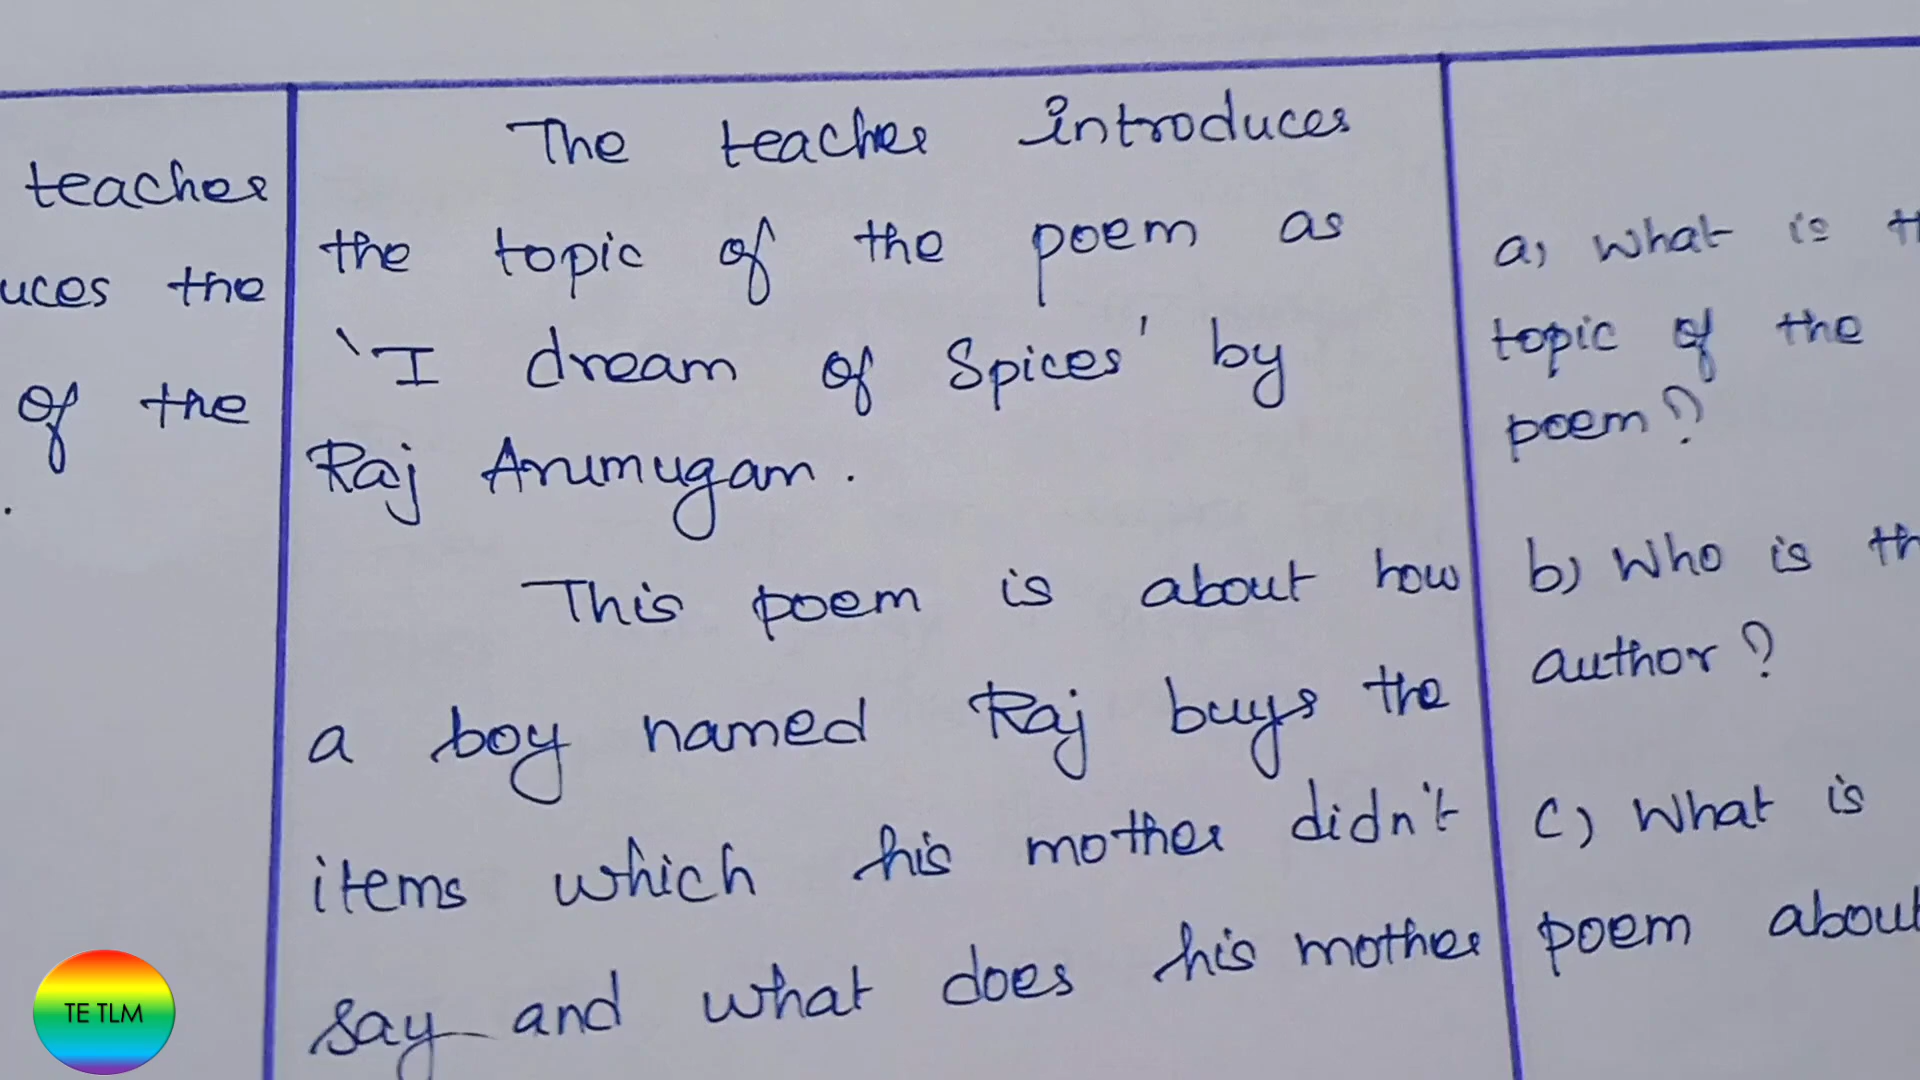 teacher
uces the
of the
.
The teacher introduces
the topic of the poem as
'I dream of Spices' by
Raj Arumugam.
This poem is about how
a boy named Raj buys the
items which his mother didn't
say and what does his mother
a) What is th
topic of the
poem?
b) Who is th
author?
c) What is
poem about
TE TLM